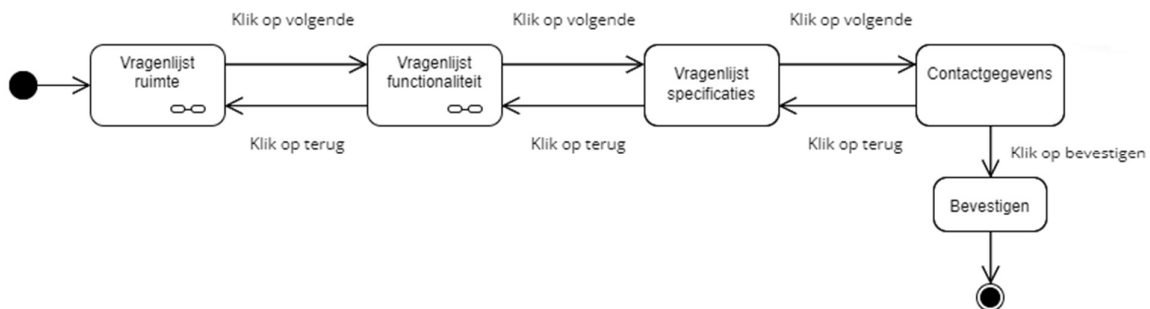 Klik op volgende
Klik op volgende
Klik op volgende
Vragenlijst
ruimte
Vragenlijst
functionaliteit
Vragenlijst
specificaties
Contactgegevens
Klik op terug
Klik op terug
Klik op terug
Klik op bevestigen
Bevestigen